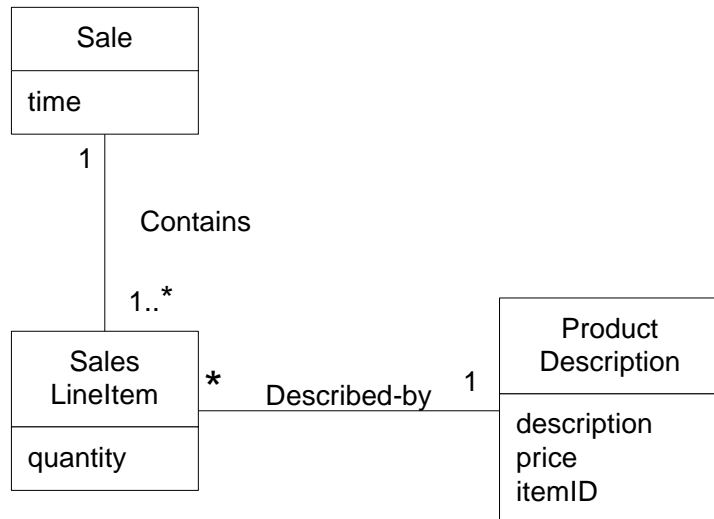 Sale
time
1
Contains
1..*
Sales
LineItem
quantity
*
Described-by
1
Product
Description
description
price
itemID